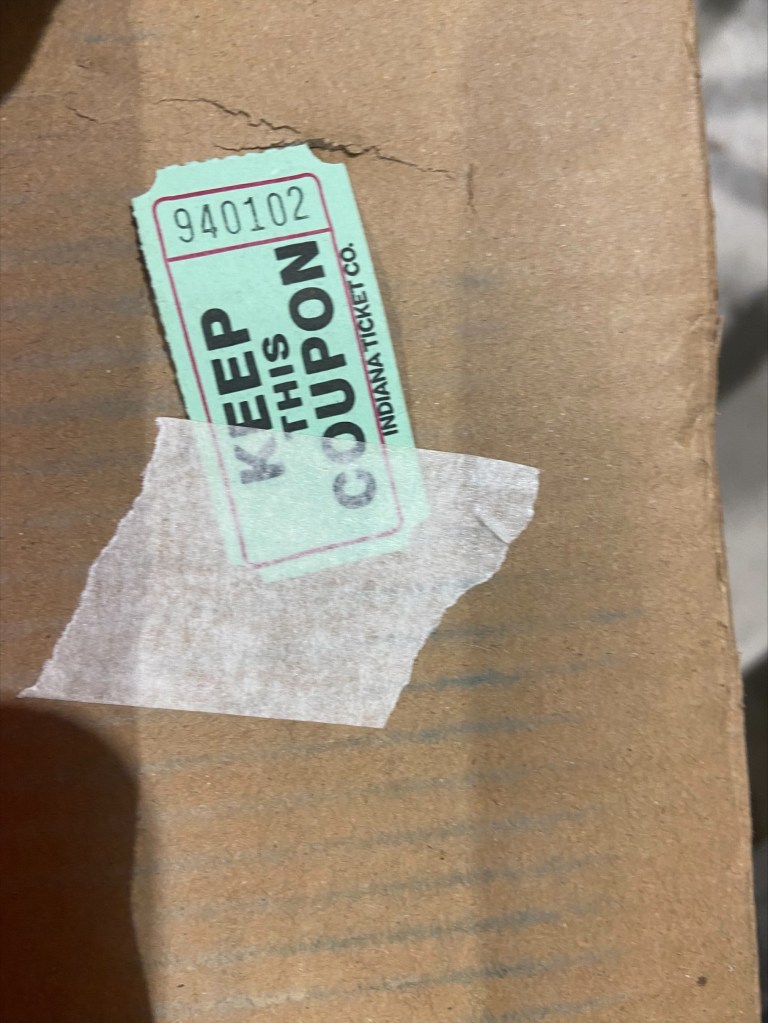 940102
KEEP
THIS
COUPON
INDIANA TICKET CO.